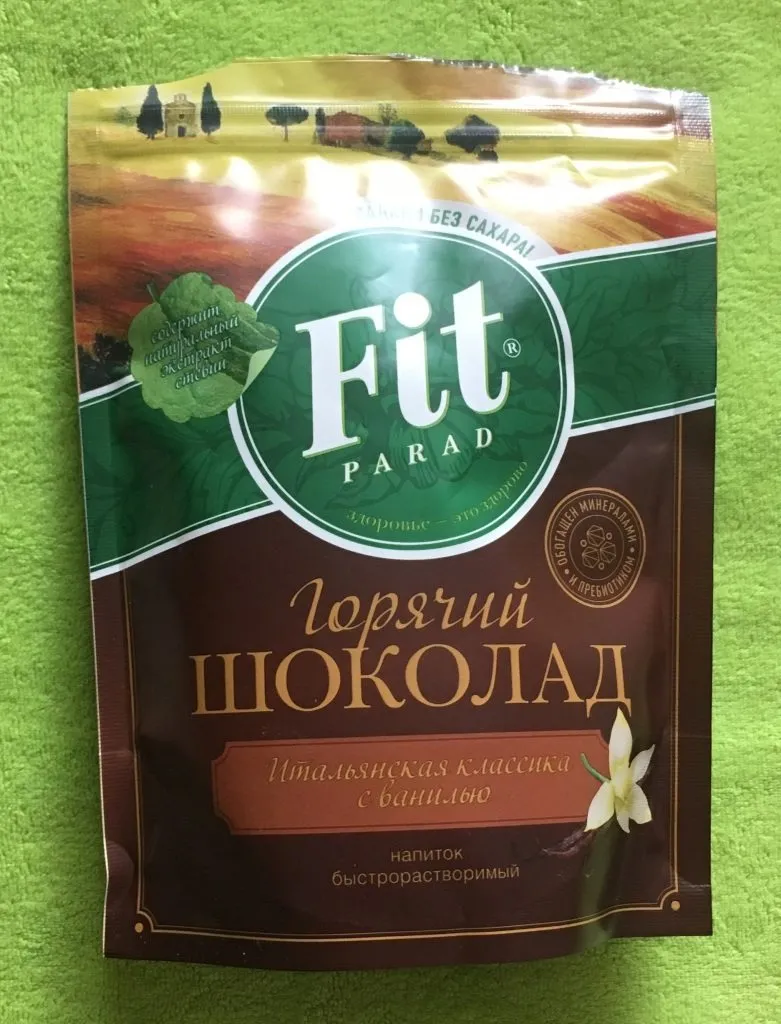 БЕЗ САХАРА!
содержит
натуральный
экстракт
стевии
Fit®
PARAD
здоровье – это здорово
ОБОГАЩЕН МИНЕРАЛАМИ
И ПРЕБИОТИКОМ
Горячий
ШОКОЛАД
Итальянская классика
с ванилью
напиток
быстрорастворимый